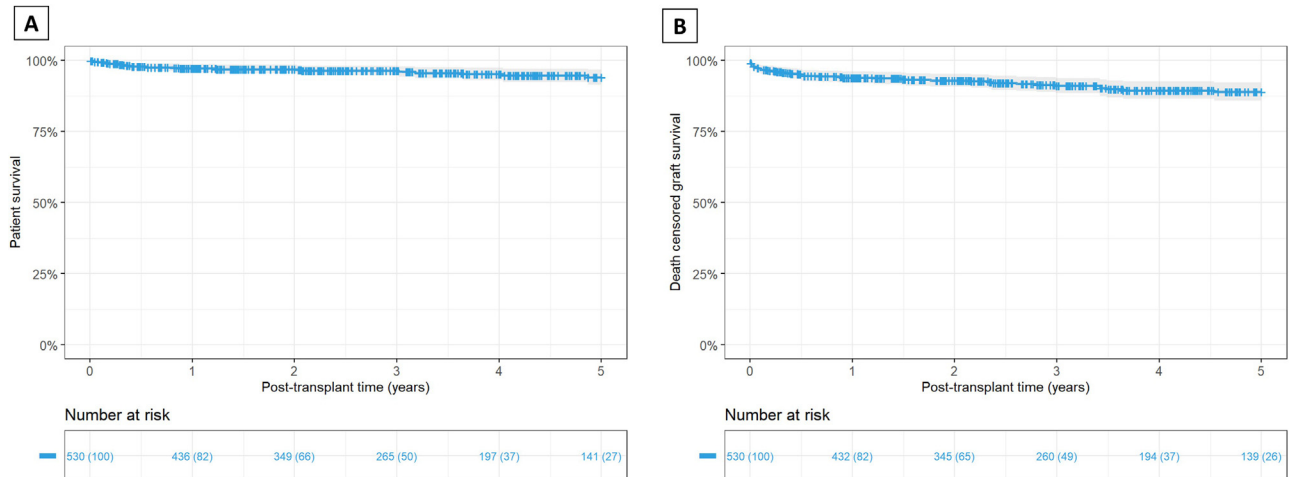 A
100%
75%
50%
25%
0%
Patient survival
0 1 2 3 4 5
Post-transplant time (years)
Number at risk
530 (100) 436 (82) 349 (66) 265 (50) 197 (37) 141 (27)
B
100%
75%
50%
25%
0%
Death censored graft survival
0 1 2 3 4 5
Post-transplant time (years)
Number at risk
530 (100) 432 (82) 345 (65) 260 (49) 194 (37) 139 (26)